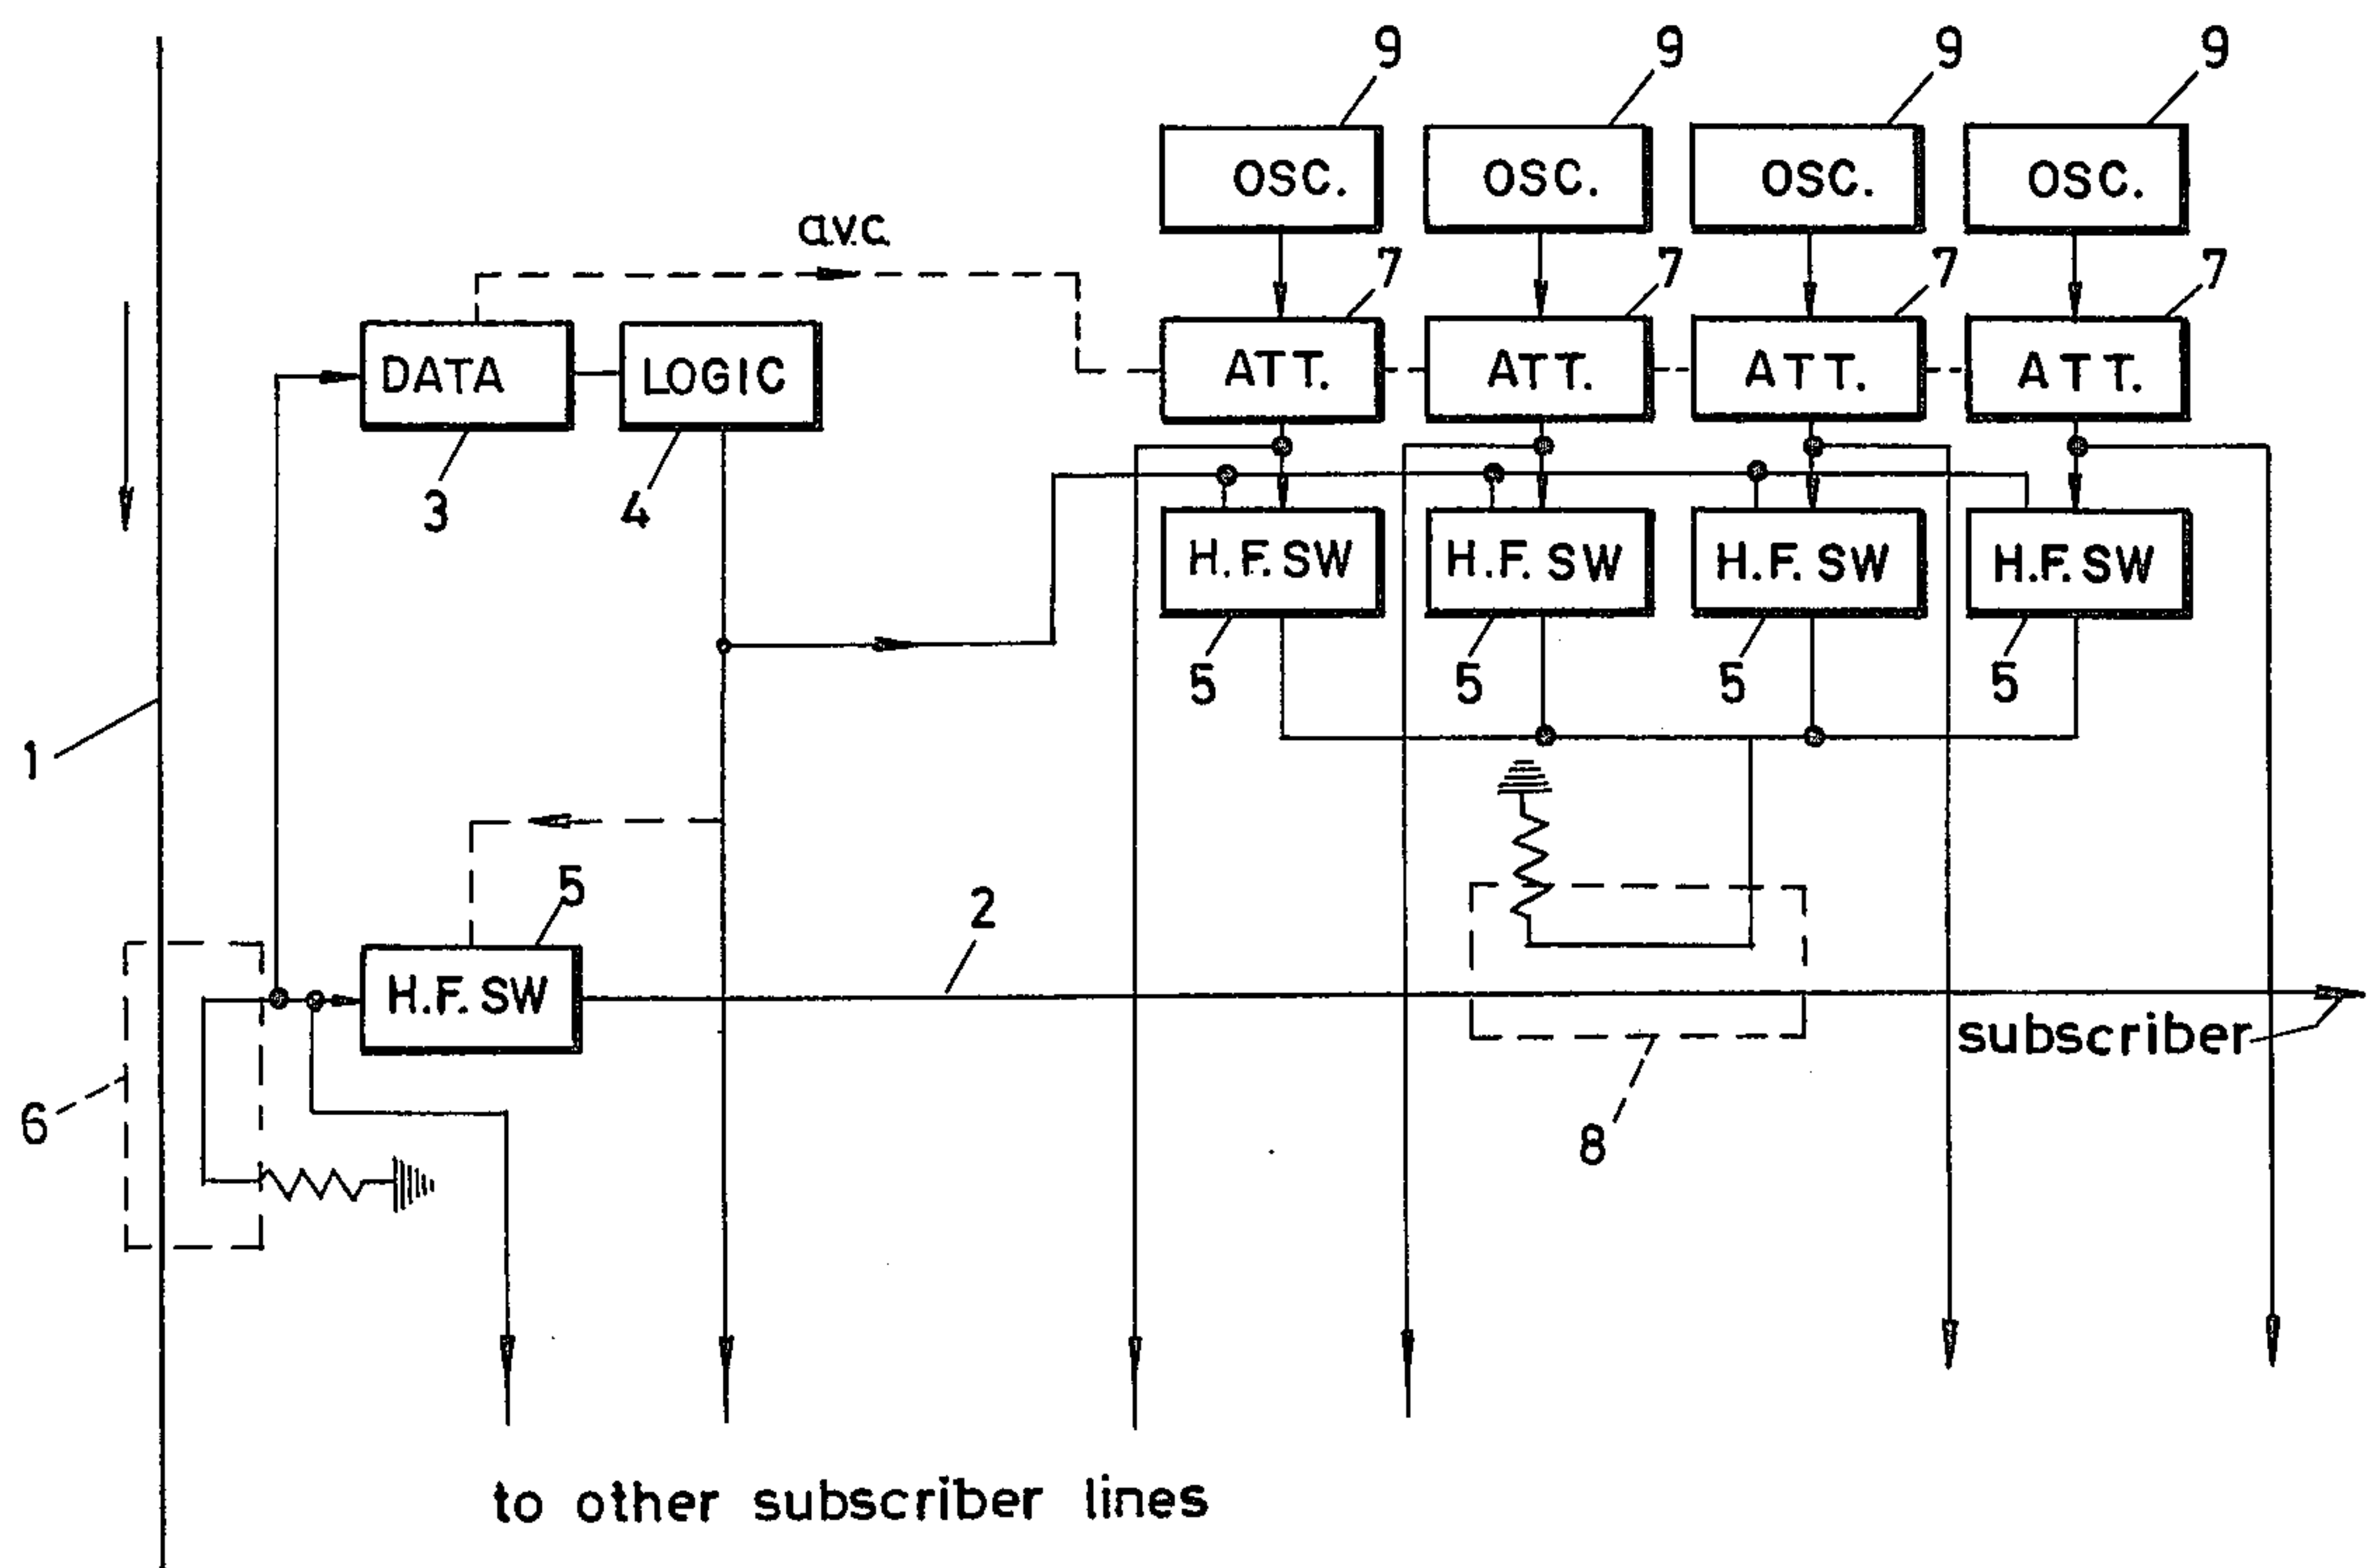 9 9 9 9
OSC. OSC. OSC. OSC.
a.v.c.
7 7 7 7
DATA LOGIC ATT. ATT. ATT. ATT.
3 4
H.F. SW H.F. SW H.F. SW H.F. SW
5 5 5 5
1
5 2
H.F. SW
subscriber
6 8
to other subscriber lines